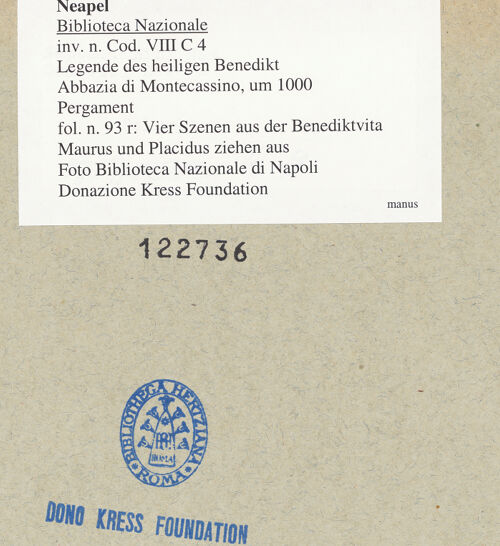 Neapel
Biblioteca Nazionale
inv. n. Cod. VIII C 4
Legende des heiligen Benedikt
Abbazia di Montecassino, um 1000
Pergament
fol. n. 93 r: Vier Szenen aus der Benediktvita
Maurus und Placidus ziehen aus
Foto Biblioteca Nazionale di Napoli
Donazione Kress Foundation
manus
122736
BIBLIOTHECA HERTZIANA
ROMA
ROMA
DONO KRESS FOUNDATION